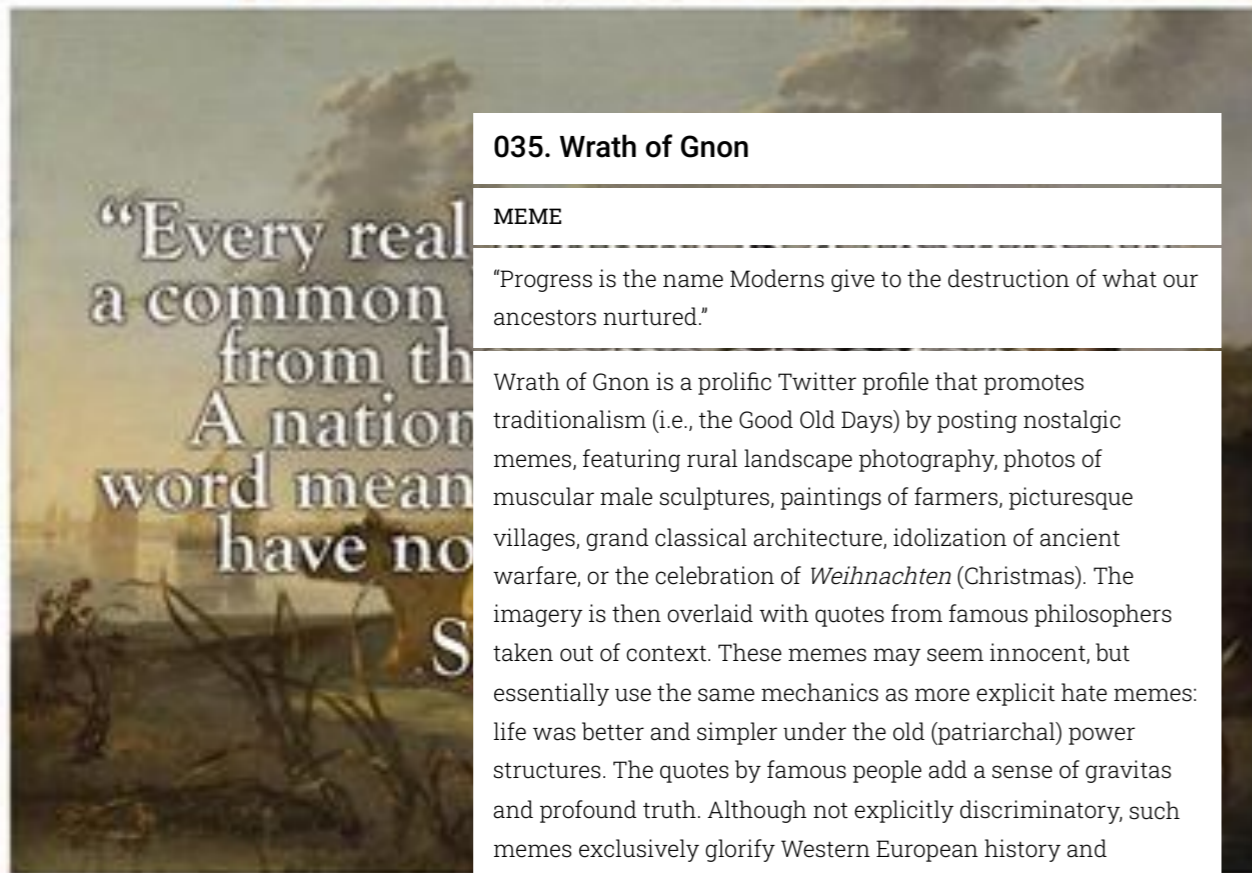 “Every real
a common
from th
A nation
word mean
have no
S
035. Wrath of Gnon
MEME
“Progress is the name Moderns give to the destruction of what our
ancestors nurtured.”
Wrath of Gnon is a prolific Twitter profile that promotes
traditionalism (i.e., the Good Old Days) by posting nostalgic
memes, featuring rural landscape photography, photos of
muscular male sculptures, paintings of farmers, picturesque
villages, grand classical architecture, idolization of ancient
warfare, or the celebration of Weihnachten (Christmas). The
imagery is then overlaid with quotes from famous philosophers
taken out of context. These memes may seem innocent, but
essentially use the same mechanics as more explicit hate memes:
life was better and simpler under the old (patriarchal) power
structures. The quotes by famous people add a sense of gravitas
and profound truth. Although not explicitly discriminatory, such
memes exclusively glorify Western European history and